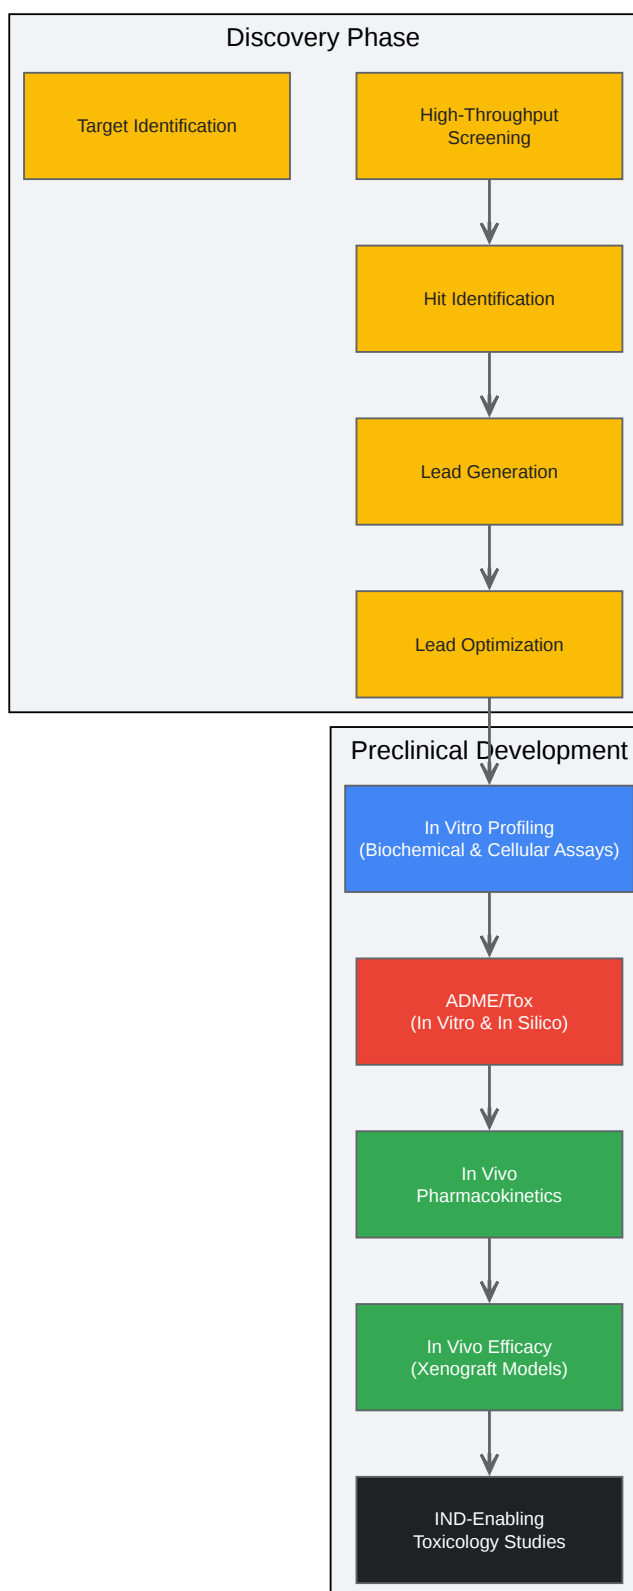 Discovery Phase
Target Identification
High-Throughput
Screening
Hit Identification
Lead Generation
Lead Optimization
Preclinical Development
In Vitro Profiling
(Biochemical & Cellular Assays)
ADME/Tox
(In Vitro & In Silico)
In Vivo
Pharmacokinetics
In Vivo Efficacy
(Xenograft Models)
IND-Enabling
Toxicology Studies